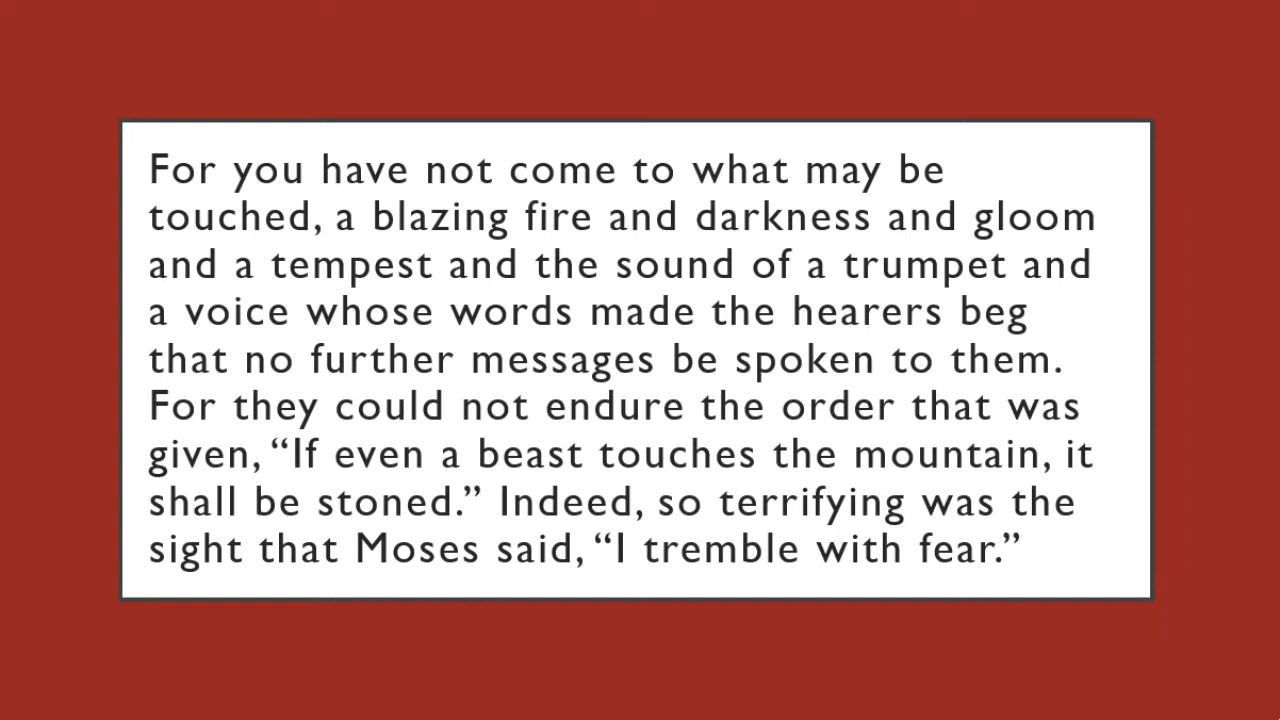 For you have not come to what may be
touched, a blazing fire and darkness and gloom
and a tempest and the sound of a trumpet and
a voice whose words made the hearers beg
that no further messages be spoken to them.
For they could not endure the order that was
given, “If even a beast touches the mountain, it
shall be stoned.” Indeed, so terrifying was the
sight that Moses said, “I tremble with fear.”